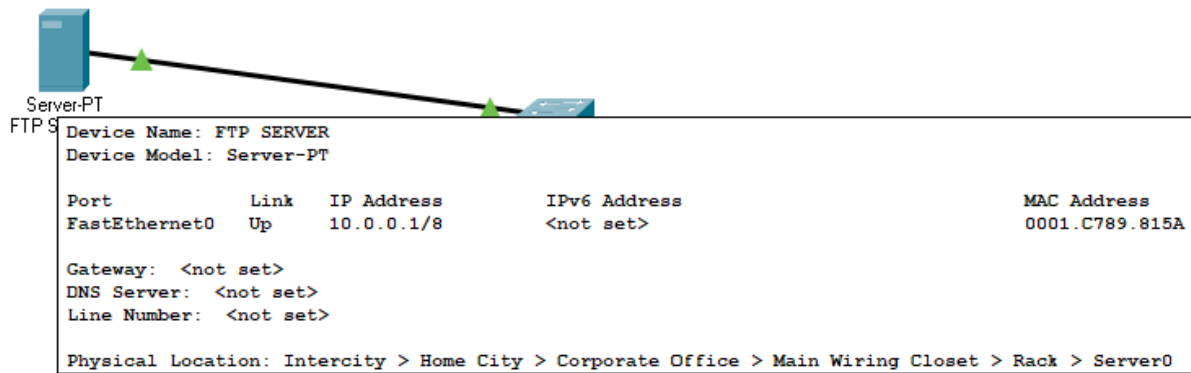 Server-PT
FTP S
Device Name: FTP SERVER
Device Model: Server-PT
Port Link IP Address IPv6 Address MAC Address
FastEthernet0 Up 10.0.0.1/8 <not set> 0001.C789.815A
Gateway: <not set>
DNS Server: <not set>
Line Number: <not set>
Physical Location: Intercity > Home City > Corporate Office > Main Wiring Closet > Rack > Server0